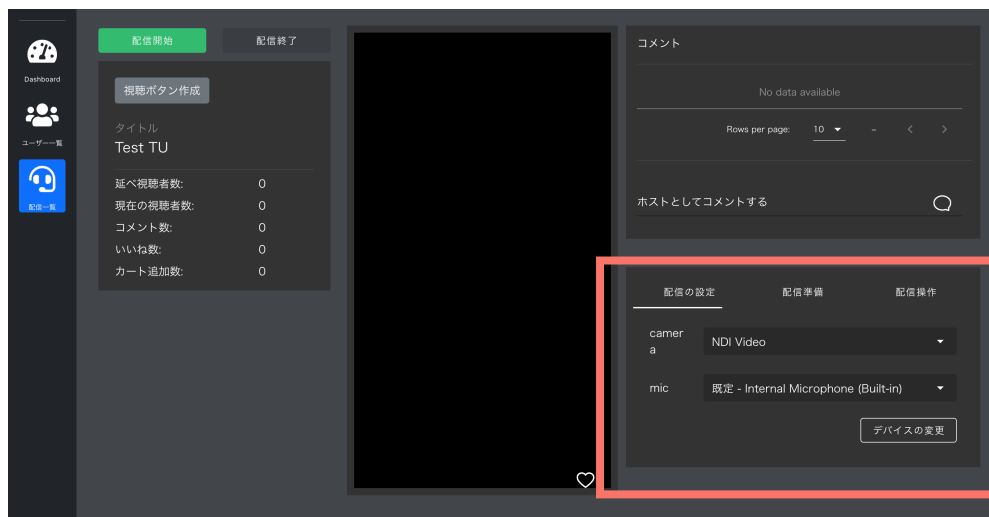 Dashboard
ユーザー一覧
配信一覧
配信開始
配信終了
視聴ボタン作成
タイトル
Test TU
延べ視聴者数: 0
現在の視聴者数: 0
コメント数: 0
いいね数: 0
カート追加数: 0
コメント
No data available
Rows per page: 10 –
ホストとしてコメントする
配信の設定
配信準備
配信操作
camer
a
NDI Video
mic
既定 - Internal Microphone (Built-in)
デバイスの変更